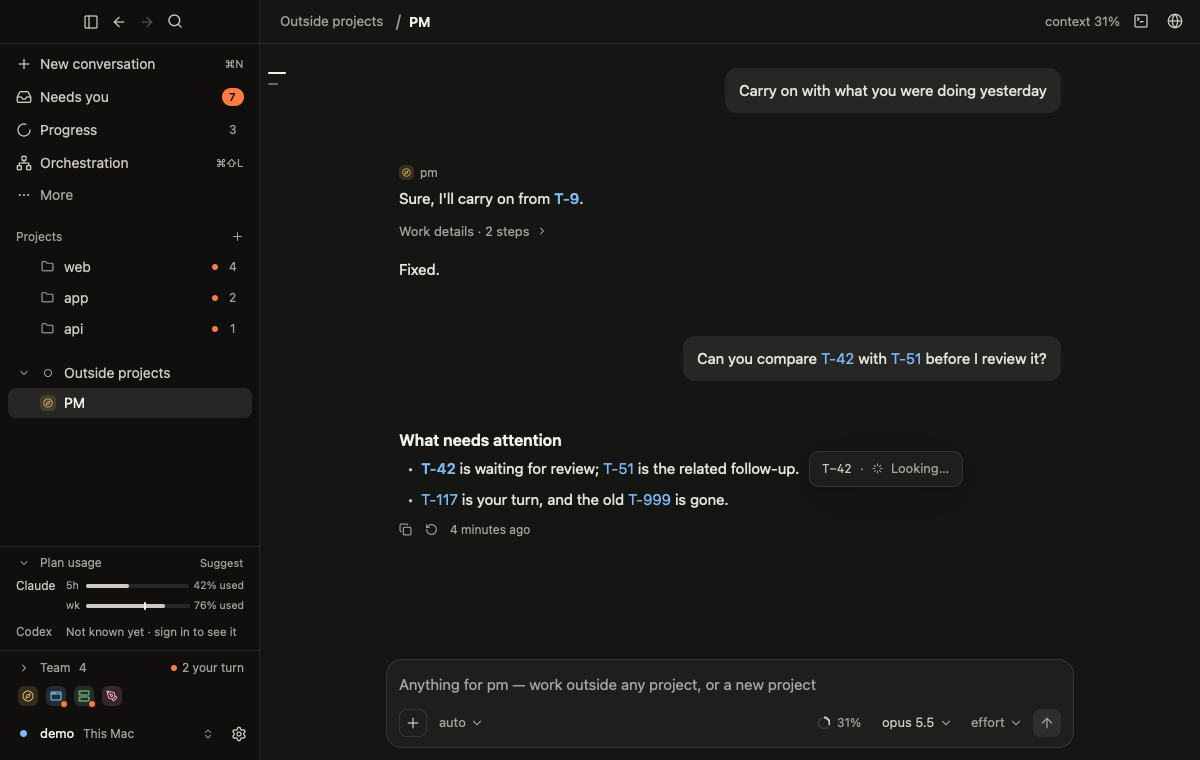 Outside projects / PM
context 31%
New conversation ⌘N
Needs you 7
Progress 3
Orchestration ⌘⇧L
More
Projects
web 4
app 2
api 1
Outside projects
PM
Plan usage Suggest
Claude 5h 42% used
wk 76% used
Codex Not known yet · sign in to see it
Team 4 2 your turn
demo This Mac
Carry on with what you were doing yesterday
pm
Sure, I'll carry on from T-9.
Work details · 2 steps
Fixed.
Can you compare T-42 with T-51 before I review it?
What needs attention
• T-42 is waiting for review; T-51 is the related follow-up.
T–42 · Looking…
• T-117 is your turn, and the old T-999 is gone.
4 minutes ago
Anything for pm — work outside any project, or a new project
auto 31% opus 5.5 effort